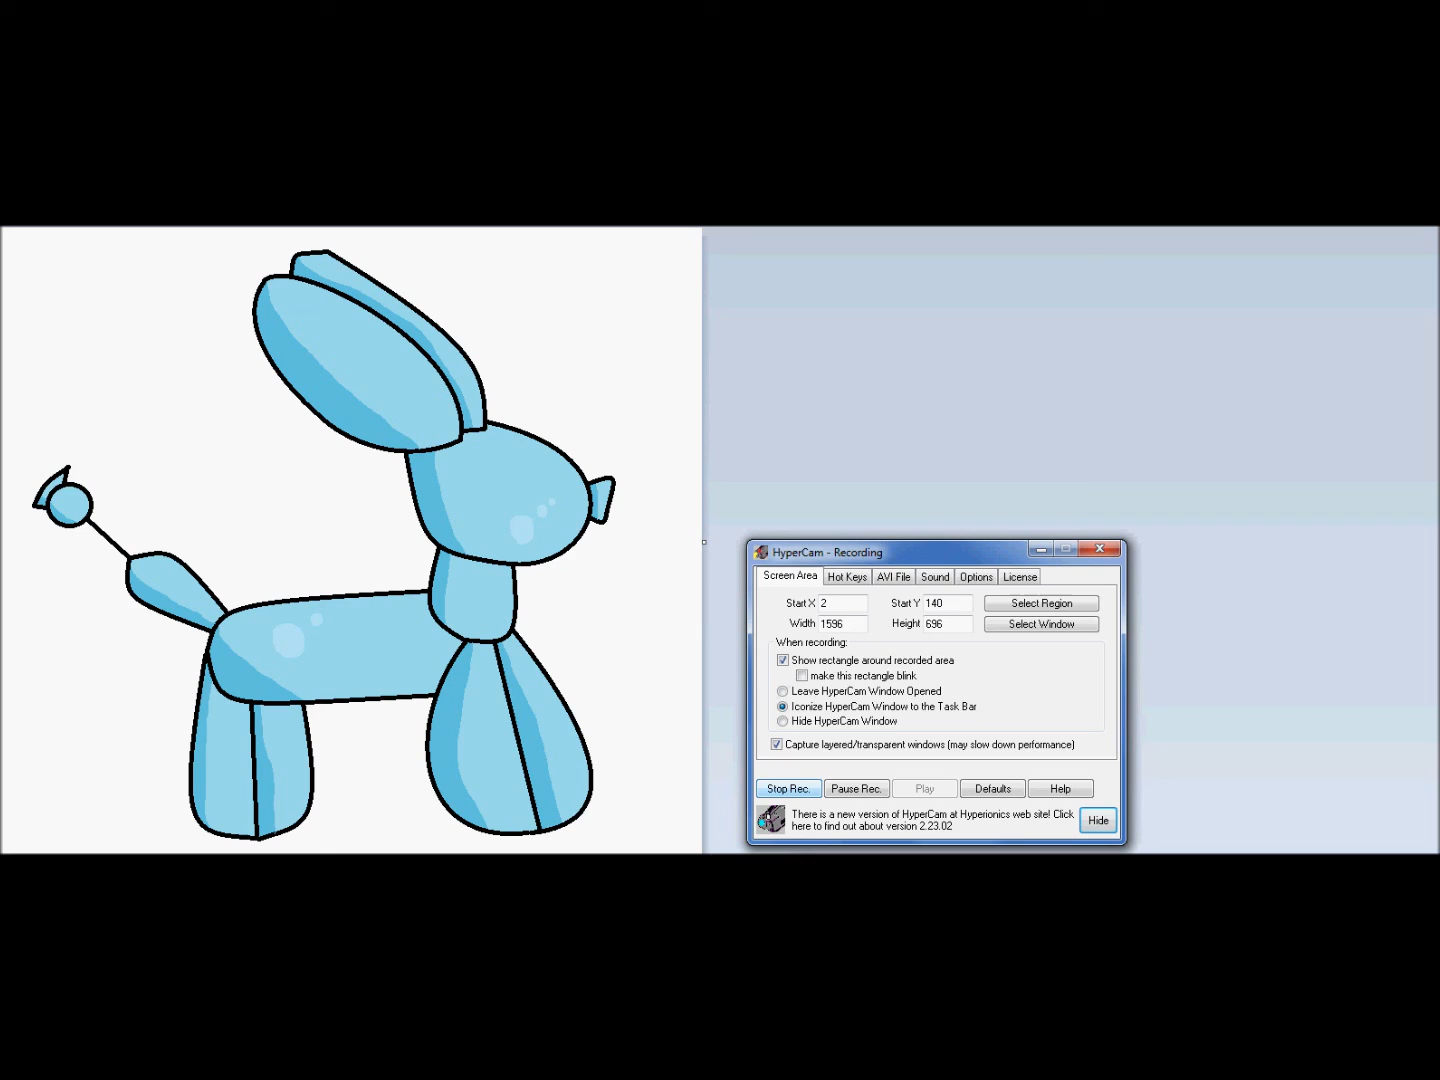 HyperCam - Recording
Screen Area Hot Keys AVI File Sound Options License
Start X 2 Start Y 140 Select Region
Width 1596 Height 696 Select Window
When recording:
Show rectangle around recorded area
make this rectangle blink
Leave HyperCam Window Opened
Iconize HyperCam Window to the Task Bar
Hide HyperCam Window
Capture layered/transparent windows (may slow down performance)
Stop Rec. Pause Rec. Play Defaults Help
There is a new version of HyperCam at Hyperionics web site! Click
here to find out about version 2.23.02
Hide